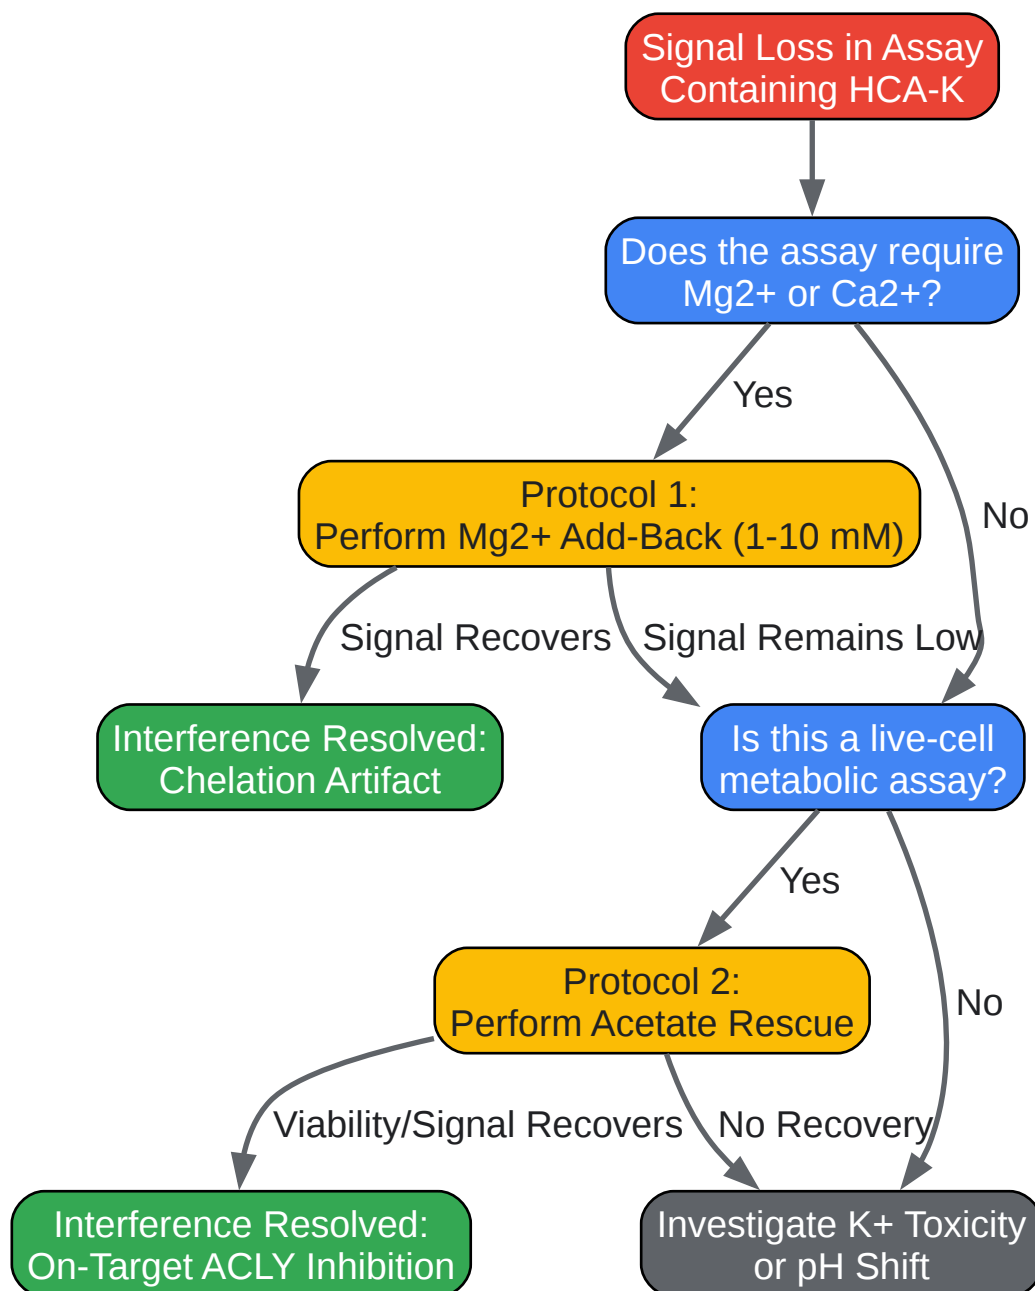 Signal Loss in Assay
Containing HCA-K
Does the assay require
Mg2+ or Ca2+?
Yes
No
Protocol 1:
Perform Mg2+ Add-Back (1-10 mM)
Signal Recovers
Signal Remains Low
Interference Resolved:
Chelation Artifact
Is this a live-cell
metabolic assay?
Yes
No
Protocol 2:
Perform Acetate Rescue
Viability/Signal Recovers
No Recovery
Interference Resolved:
On-Target ACLY Inhibition
Investigate K+ Toxicity
or pH Shift